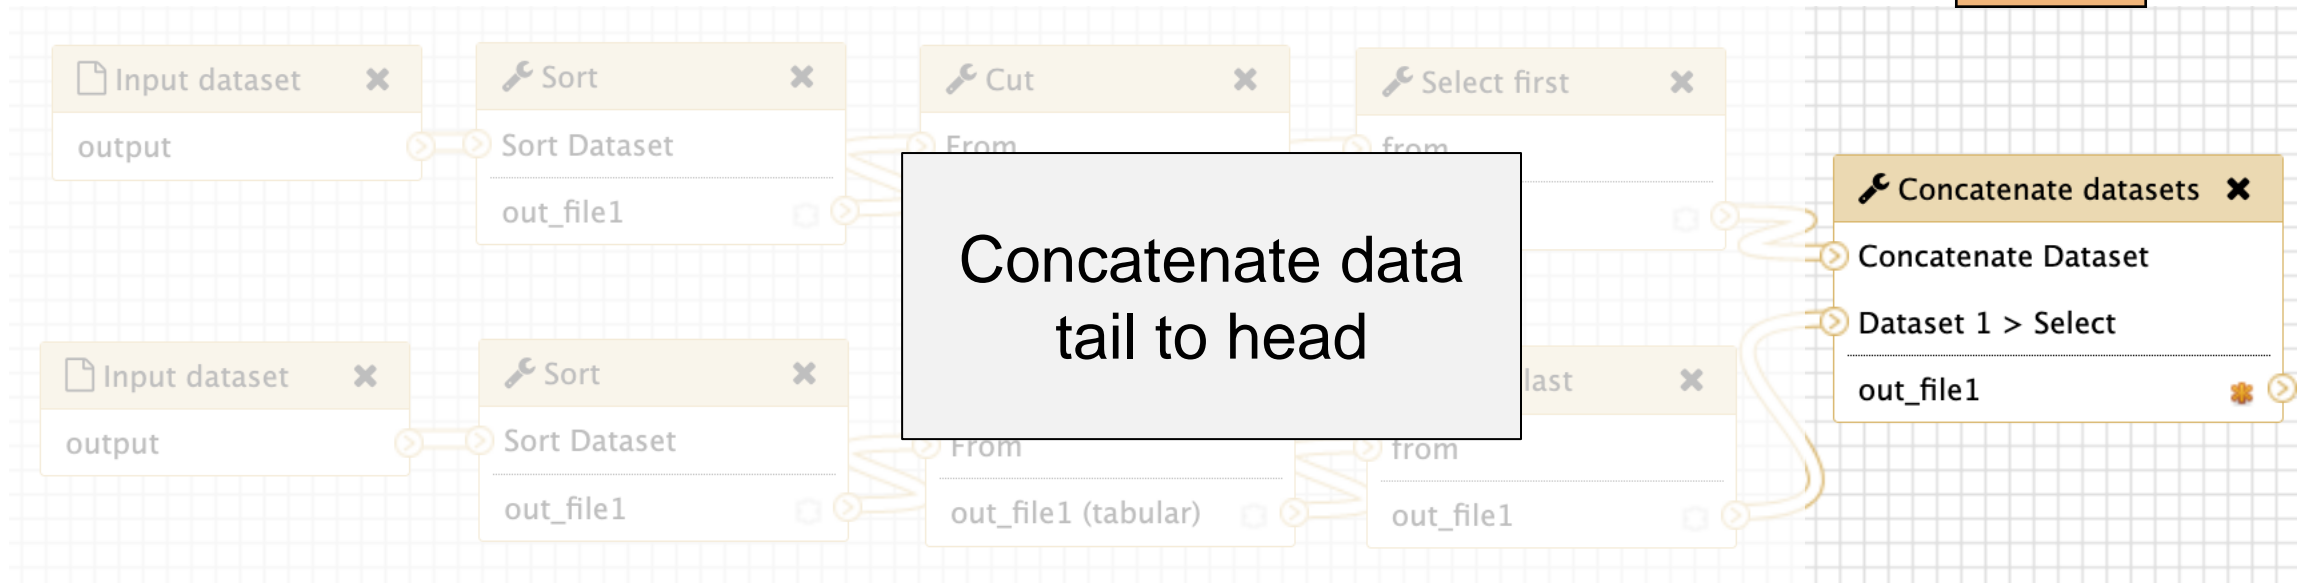 Input dataset
output
Sort
Sort Dataset
out_file1
Cut
From
Select first
from
Concatenate data
tail to head
Concatenate datasets
Concatenate Dataset
Dataset 1 > Select
out_file1
Input dataset
output
Sort
Sort Dataset
out_file1
From
out_file1 (tabular)
last
from
out_file1